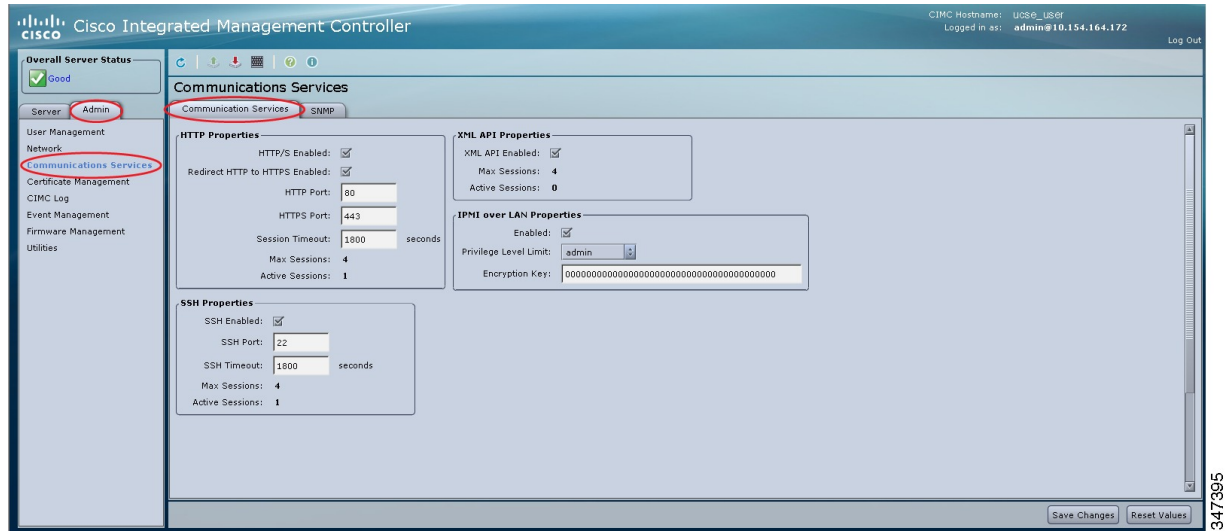 CISCO
Cisco Integrated Management Controller
CIMC Hostname: ucse_user
Logged in as: admin@10.154.164.172
Log Out
Overall Server Status
Good
Server
Admin
User Management
Network
Communications Services
Certificate Management
CIMC Log
Event Management
Firmware Management
Utilities
Communications Services
Communication Services
SNMP
HTTP Properties
HTTP/S Enabled:
Redirect HTTP to HTTPS Enabled:
HTTP Port: 80
HTTPS Port: 443
Session Timeout: 1800 seconds
Max Sessions: 4
Active Sessions: 1
SSH Properties
SSH Enabled:
SSH Port: 22
SSH Timeout: 1800 seconds
Max Sessions: 4
Active Sessions: 1
XML API Properties
XML API Enabled:
Max Sessions: 4
Active Sessions: 0
IPMI over LAN Properties
Enabled:
Privilege Level Limit: admin
Encryption Key: 0000000000000000000000000000000000000000
Save Changes
Reset Values
347395